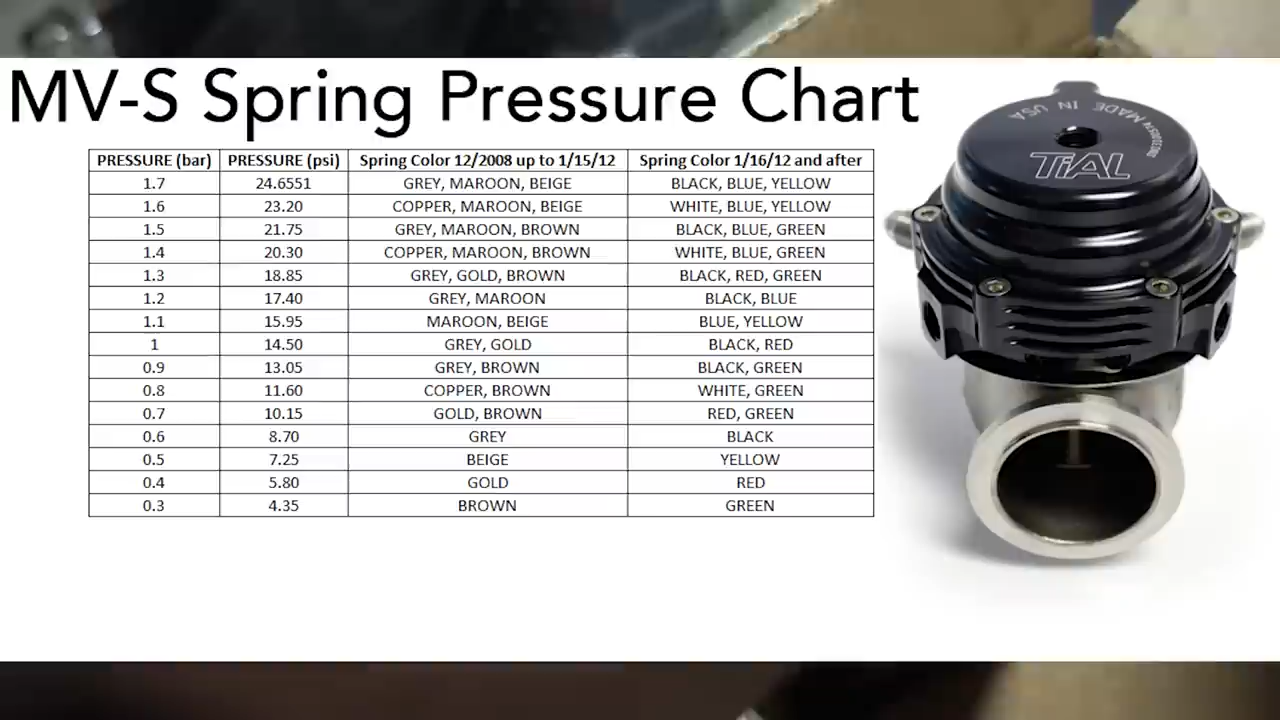 MV-S Spring Pressure Chart
PRESSURE (bar) PRESSURE (psi) Spring Color 12/2008 up to 1/15/12 Spring Color 1/16/12 and after
1.7 24.6551 GREY, MAROON, BEIGE BLACK, BLUE, YELLOW
1.6 23.20 COPPER, MAROON, BEIGE WHITE, BLUE, YELLOW
1.5 21.75 GREY, MAROON, BROWN BLACK, BLUE, GREEN
1.4 20.30 COPPER, MAROON, BROWN WHITE, BLUE, GREEN
1.3 18.85 GREY, GOLD, BROWN BLACK, RED, GREEN
1.2 17.40 GREY, MAROON BLACK, BLUE
1.1 15.95 MAROON, BEIGE BLUE, YELLOW
1 14.50 GREY, GOLD BLACK, RED
0.9 13.05 GREY, BROWN BLACK, GREEN
0.8 11.60 COPPER, BROWN WHITE, GREEN
0.7 10.15 GOLD, BROWN RED, GREEN
0.6 8.70 GREY BLACK
0.5 7.25 BEIGE YELLOW
0.4 5.80 GOLD RED
0.3 4.35 BROWN GREEN
MADE IN USA
TiAL